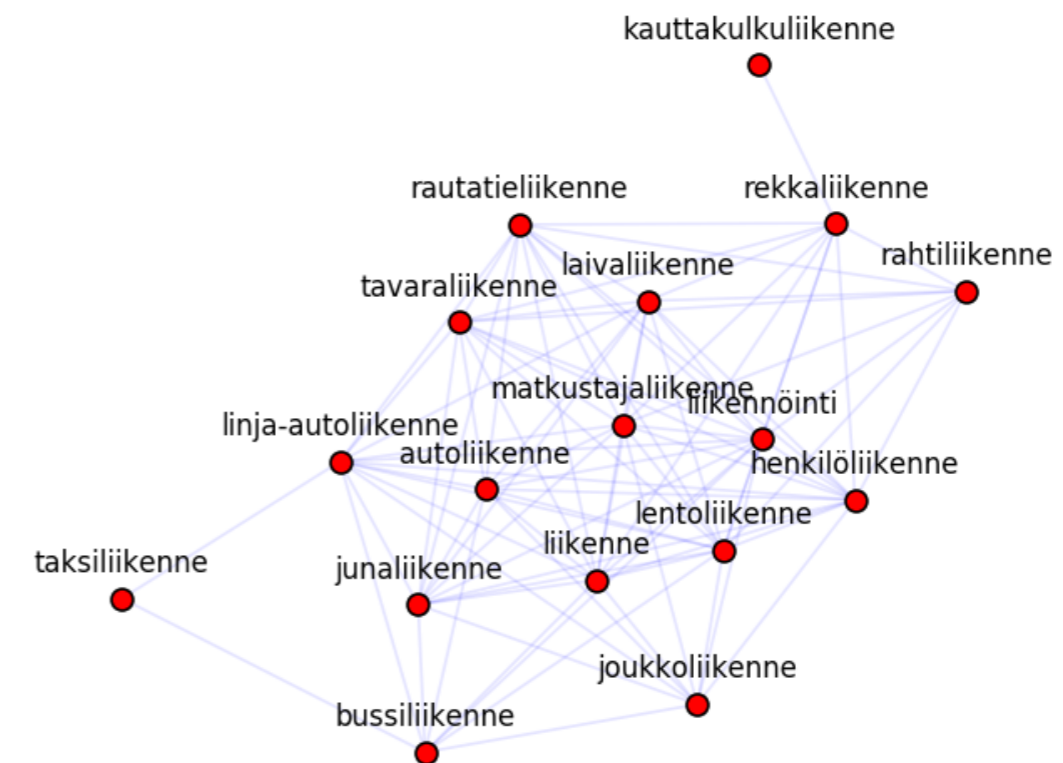 kauttakulkuliikenne
rautatieliikenne
rekkaliikenne
rahtiliikenne
laivaliikenne
tavaraliikenne
matkustajaliikenne
liikennöinti
linja-autoliikenne
autoliikenne
henkilöliikenne
lentoliikenne
liikenne
taksiliikenne
junaliikenne
joukkoliikenne
bussiliikenne